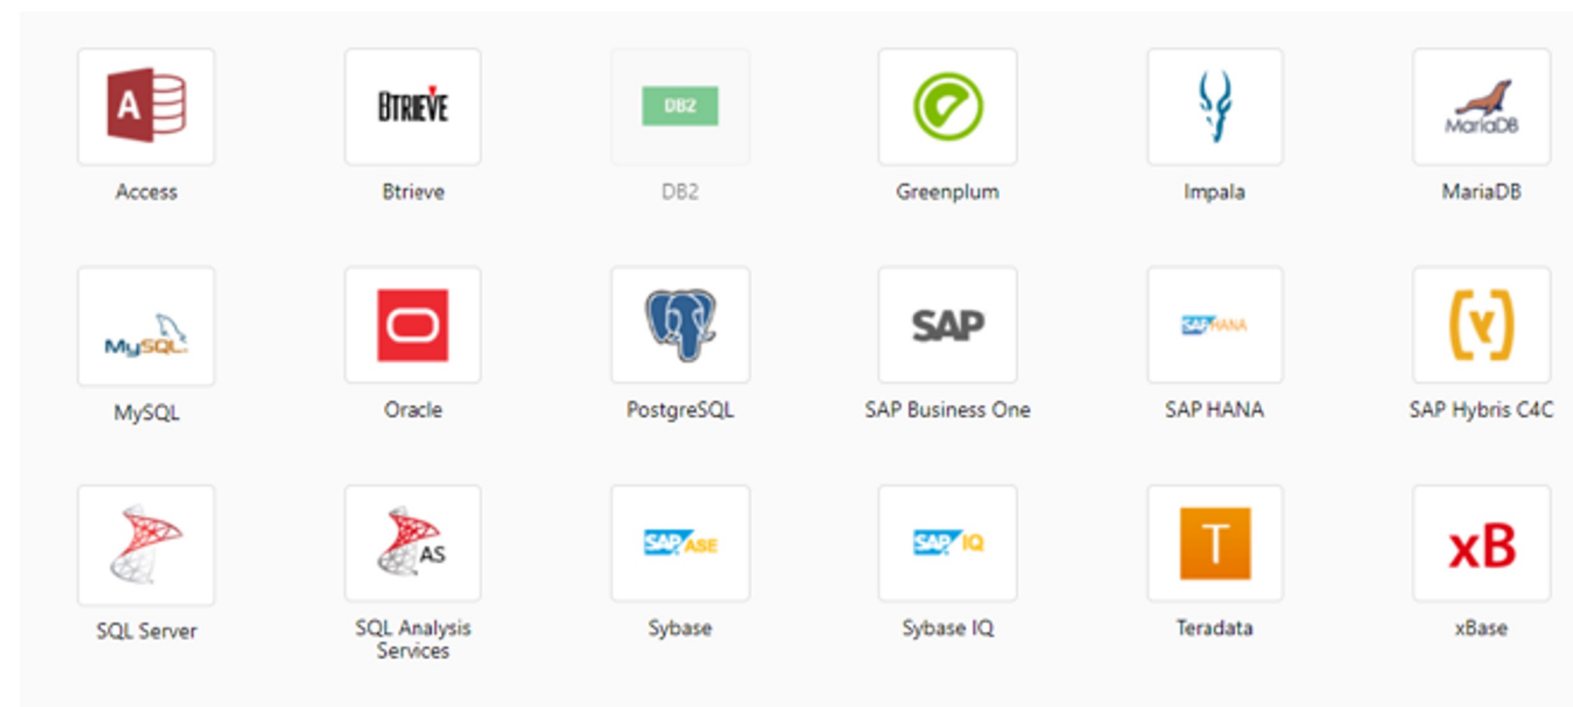 A
BTRIEVE
DB2
MariaDB
Access
Btrieve
DB2
Greenplum
Impala
MariaDB
MySQL
SAP
SAP HANA
MySQL
Oracle
PostgreSQL
SAP Business One
SAP HANA
SAP Hybris C4C
AS
SAP ASE
SAP IQ
T
xB
SQL Server
SQL Analysis
Services
Sybase
Sybase IQ
Teradata
xBase